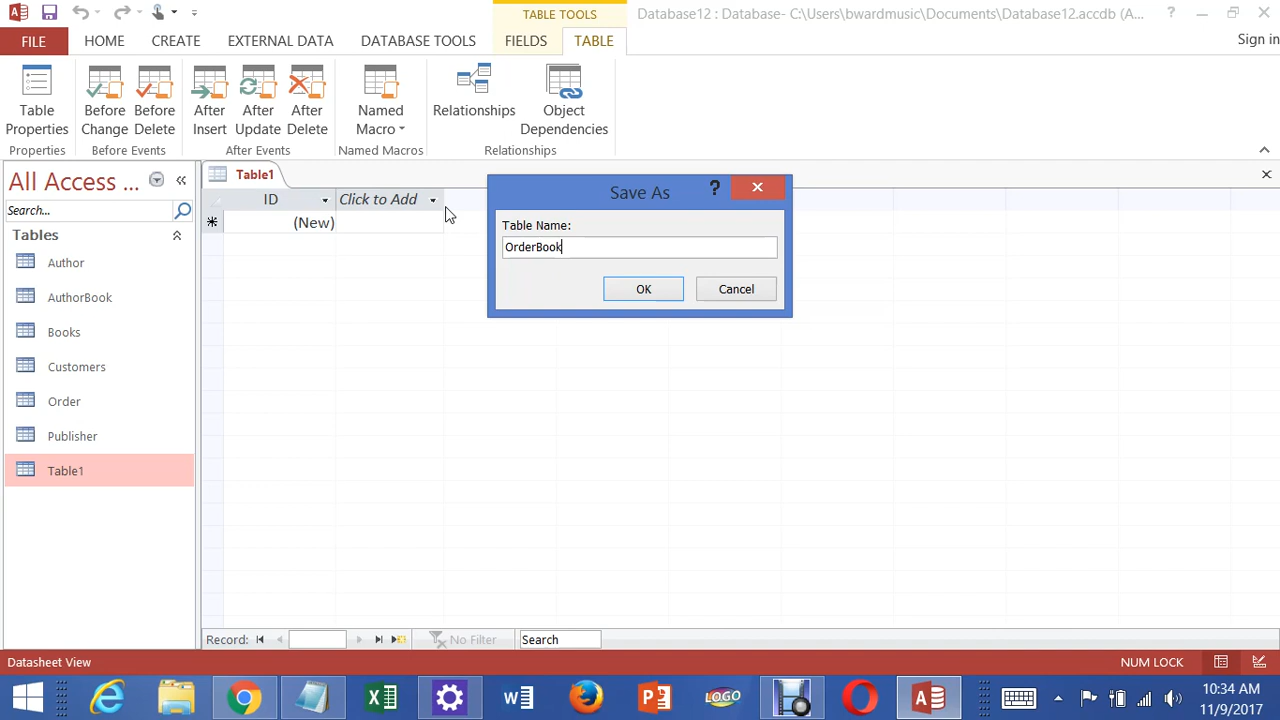 TABLE TOOLS
Database12 : Database- C:\Users\bwardmusic\Documents\Database12.accdb (A...
FILE HOME CREATE EXTERNAL DATA DATABASE TOOLS FIELDS TABLE Sign in
Table Properties
Before Change
Before Delete
After Insert
After Update
After Delete
Named Macro
Relationships
Object Dependencies
Properties Before Events After Events Named Macros Relationships
All Access ...
Search...
Tables
Author
AuthorBook
Books
Customers
Order
Publisher
Table1
Table1
ID Click to Add
(New)
Save As
Table Name:
OrderBook
OK Cancel
Record: No Filter Search
Datasheet View NUM LOCK
LOGO
10:34 AM
11/9/2017